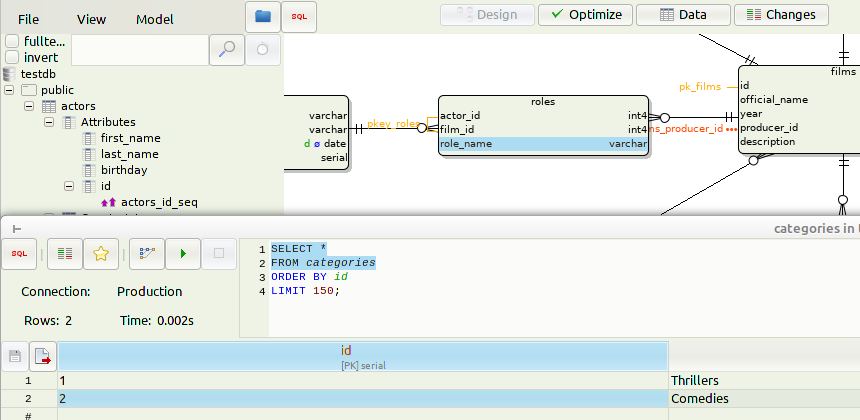 File View Model SQL Design Optimize Data Changes
fullte...
invert
testdb
public
actors
Attributes
first_name
last_name
birthday
id
actors_id_seq
varchar
varchar
d ø date
serial
pkey_roles
roles
actor_id int4
film_id int4
role_name varchar
pk_films
ns_producer_id
films
id
official_name
year
producer_id
description
categories in t
SQL
Connection: Production
Rows: 2 Time: 0.002s
1 SELECT *
2 FROM categories
3 ORDER BY id
4 LIMIT 150;
id
[PK] serial
1 1 Thrillers
2 2 Comedies
#